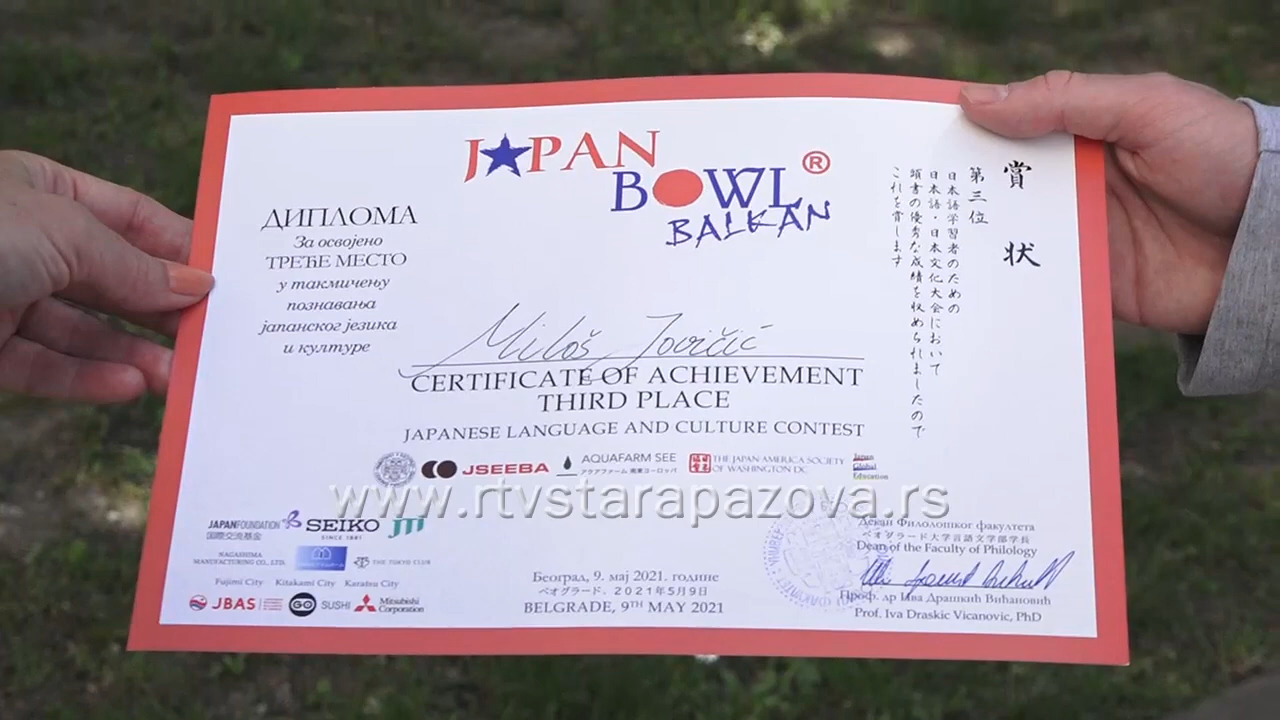 JAPAN
BOWL®
BALKAN
ДИПЛОМА
За освојено
ТРЕЋЕ МЕСТО
у такмичењу
познавања
јапанског језика
и културе
賞状
第三位
日本語学習者のための
日本語・日本文化大会において
頭書の優秀な成績を収められましたので
これを賞します
Miloš Jovičić
CERTIFICATE OF ACHIEVEMENT
THIRD PLACE
JAPANESE LANGUAGE AND CULTURE CONTEST
JSEEBA
AQUAFARM SEE
アクアファーム 南東ヨーロッパ
THE JAPAN-AMERICA SOCIETY
OF WASHINGTON DC
Japan
Global
Education
www.rtvstarapazova.rs
JAPANFOUNDATION
国際交流基金
SEIKO
SINCE 1881
JTI
NAGASHIMA
MANUFACTURING CO., LTD.
THE TOKYO CLUB
Fujimi City Kitakami City Karatsu City
JBAS
GO SUSHI
Mitsubishi
Corporation
Београд, 9. мај 2021. године
ベオグラード、2021年5月9日
BELGRADE, 9TH MAY 2021
Декан Филолошког факултета
ベオグラード大学言語文学部学長
Dean of the Faculty of Philology
Проф. др Ива Драшкић Вићановић
Prof. Iva Draskic Vicanovic, PhD